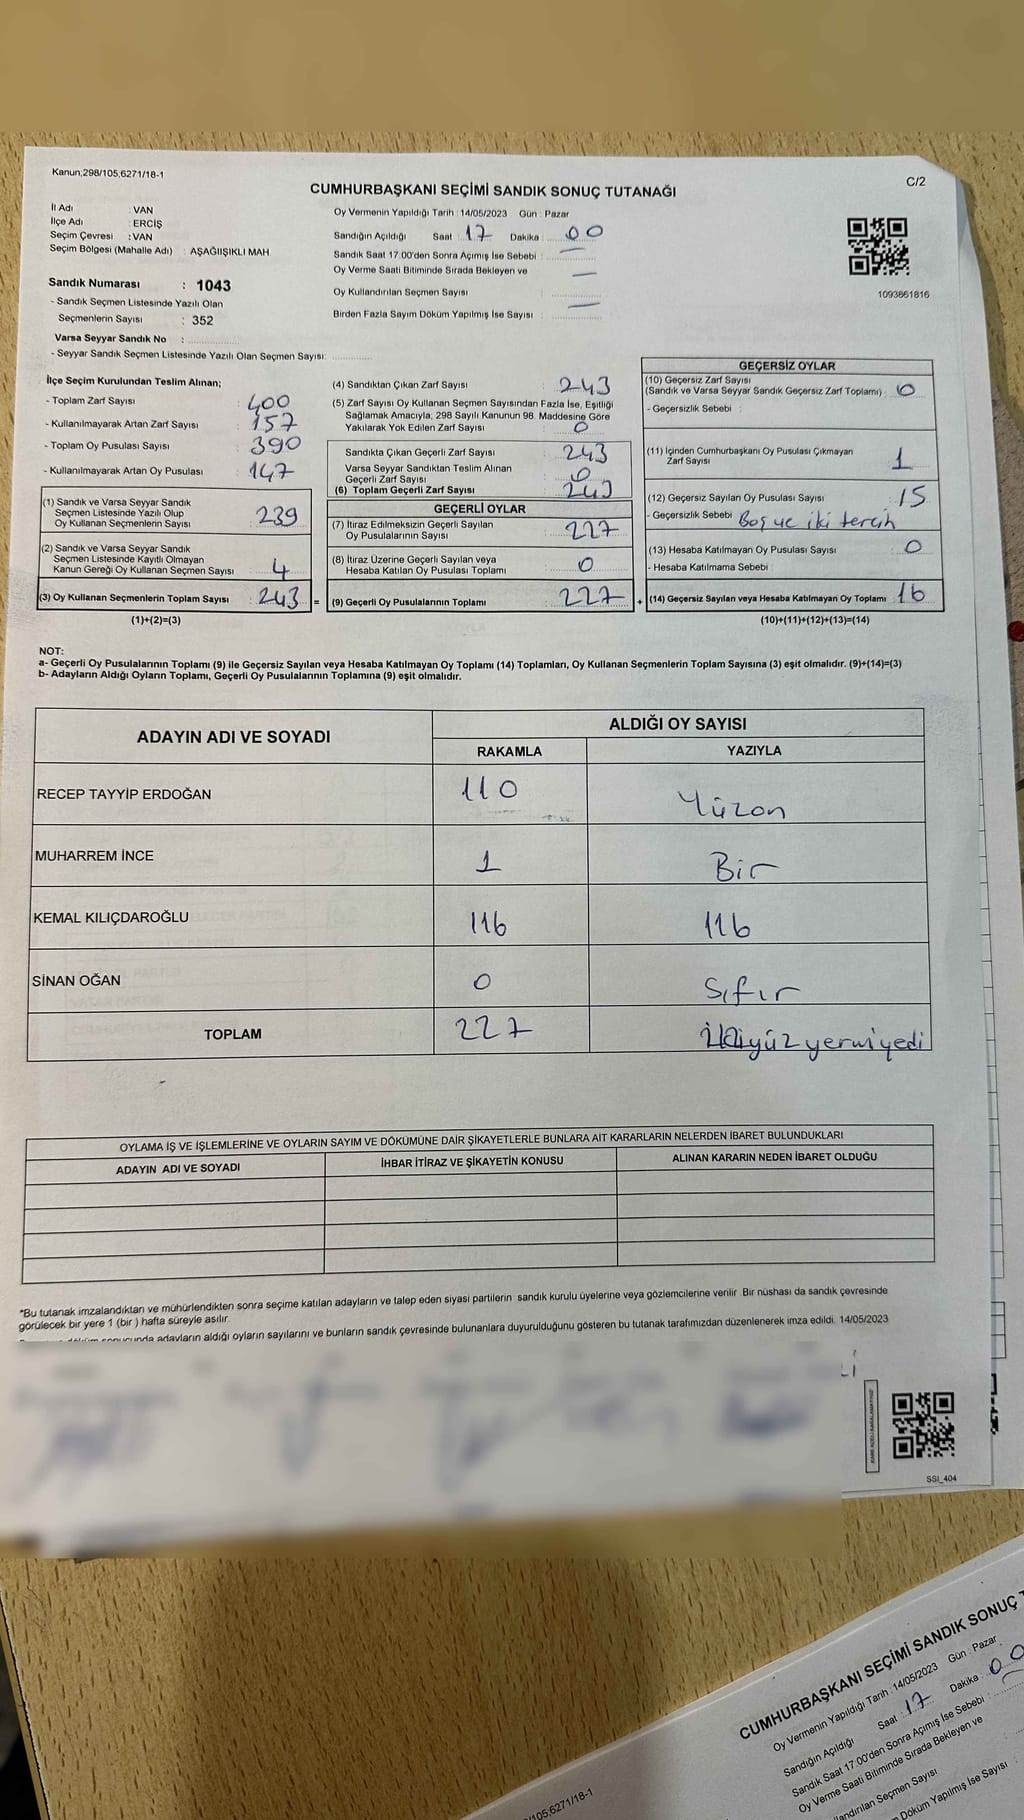 Kanun;298/105,6271/18-1
C/2
CUMHURBAŞKANI SEÇİMİ SANDIK SONUÇ TUTANAĞI
İl Adı : VAN
İlçe Adı : ERCİŞ
Seçim Çevresi : VAN
Seçim Bölgesi (Mahalle Adı) : AŞAĞIIŞIKLI MAH.
Oy Vermenin Yapıldığı Tarih : 14/05/2023 Gün : Pazar
Sandığın Açıldığı Saat : 17 Dakika : 00
Sandık Saat 17:00'den Sonra Açımış İse Sebebi : —
Oy Verme Saati Bitiminde Sırada Bekleyen ve
Oy Kullandırılan Seçmen Sayısı : —
Birden Fazla Sayım Döküm Yapılmış İse Sayısı : —
1093861816
Sandık Numarası : 1043
- Sandık Seçmen Listesinde Yazılı Olan
Seçmenlerin Sayısı : 352
Varsa Seyyar Sandık No :
- Seyyar Sandık Seçmen Listesinde Yazılı Olan Seçmen Sayısı:
İlçe Seçim Kurulundan Teslim Alınan;
- Toplam Zarf Sayısı : 400
- Kullanılmayarak Artan Zarf Sayısı : 157
- Toplam Oy Pusulası Sayısı : 390
- Kullanılmayarak Artan Oy Pusulası : 147
(1) Sandık ve Varsa Seyyar Sandık
Seçmen Listesinde Yazılı Olup
Oy Kullanan Seçmenlerin Sayısı : 239
(2) Sandık ve Varsa Seyyar Sandık
Seçmen Listesinde Kayıtlı Olmayan
Kanun Gereği Oy Kullanan Seçmen Sayısı : 4
(3) Oy Kullanan Seçmenlerin Toplam Sayısı : 243 =
(1)+(2)=(3)
(4) Sandıktan Çıkan Zarf Sayısı : 243
(5) Zarf Sayısı Oy Kullanan Seçmen Sayısından Fazla İse, Eşitliği
Sağlamak Amacıyla, 298 Sayılı Kanunun 98. Maddesine Göre
Yakılarak Yok Edilen Zarf Sayısı : 0
Sandıkta Çıkan Geçerli Zarf Sayısı : 243
Varsa Seyyar Sandıktan Teslim Alınan
Geçerli Zarf Sayısı : 0
(6) Toplam Geçerli Zarf Sayısı : 243
GEÇERLİ OYLAR
(7) İtiraz Edilmeksizin Geçerli Sayılan
Oy Pusulalarının Sayısı : 227
(8) İtiraz Üzerine Geçerli Sayılan veya
Hesaba Katılan Oy Pusulası Toplamı : 0
(9) Geçerli Oy Pusulalarının Toplamı : 227 +
GEÇERSİZ OYLAR
(10) Geçersiz Zarf Sayısı
(Sandık ve Varsa Seyyar Sandık Geçersiz Zarf Toplamı) : 0
- Geçersizlik Sebebi :
(11) İçinden Cumhurbaşkanı Oy Pusulası Çıkmayan
Zarf Sayısı 1
(12) Geçersiz Sayılan Oy Pusulası Sayısı : 15
- Geçersizlik Sebebi Boş ve iki tercih
(13) Hesaba Katılmayan Oy Pusulası Sayısı : 0
- Hesaba Katılmama Sebebi :
(14) Geçersiz Sayılan veya Hesaba Katılmayan Oy Toplamı : 16
(10)+(11)+(12)+(13)=(14)
NOT:
a- Geçerli Oy Pusulalarının Toplamı (9) ile Geçersiz Sayılan veya Hesaba Katılmayan Oy Toplamı (14) Toplamları, Oy Kullanan Seçmenlerin Toplam Sayısına (3) eşit olmalıdır. (9)+(14)=(3)
b- Adayların Aldığı Oyların Toplamı, Geçerli Oy Pusulalarının Toplamına (9) eşit olmalıdır.
ADAYIN ADI VE SOYADI
ALDIĞI OY SAYISI
RAKAMLA YAZIYLA
RECEP TAYYİP ERDOĞAN 110 Yüzon
MUHARREM İNCE 1 Bir
KEMAL KILIÇDAROĞLU 116 116
SİNAN OĞAN 0 Sıfır
TOPLAM 227 İkiyüzyermiyedi
OYLAMA İŞ VE İŞLEMLERİNE VE OYLARIN SAYIM VE DÖKÜMÜNE DAİR ŞİKAYETLERLE BUNLARA AİT KARARLARIN NELERDEN İBARET BULUNDUKLARI
ADAYIN ADI VE SOYADI
İHBAR İTİRAZ VE ŞİKAYETİN KONUSU
ALINAN KARARIN NEDEN İBARET OLDUĞU
*Bu tutanak imzalandıktan ve mühürlendikten sonra seçime katılan adayların ve talep eden siyasi partilerin sandık kurulu üyelerine veya gözlemcilerine verilir. Bir nüshası da sandık çevresinde
görülecek bir yere 1 (bir ) hafta süreyle asılır.
sonucunda adayların aldığı oyların sayılarını ve bunların sandık çevresinde bulunanlara duyurulduğunu gösteren bu tutanak tarafımızdan düzenlenerek imza edildi. 14/05/2023
SSI_404
CUMHURBAŞKANI SEÇİMİ SANDIK SONUÇ
Oy Vermenin Yapıldığı Tarih : 14/05/2023 Gün : Pazar
Sandığın Açıldığı Saat : 17 Dakika : 00
Sandık Saat 17:00'den Sonra Açımış İse Sebebi :
Oy Verme Saati Bitiminde Sırada Bekleyen ve
Seçmen Sayısı
Döküm Yapılmış İse Sayısı
105,6271/18-1